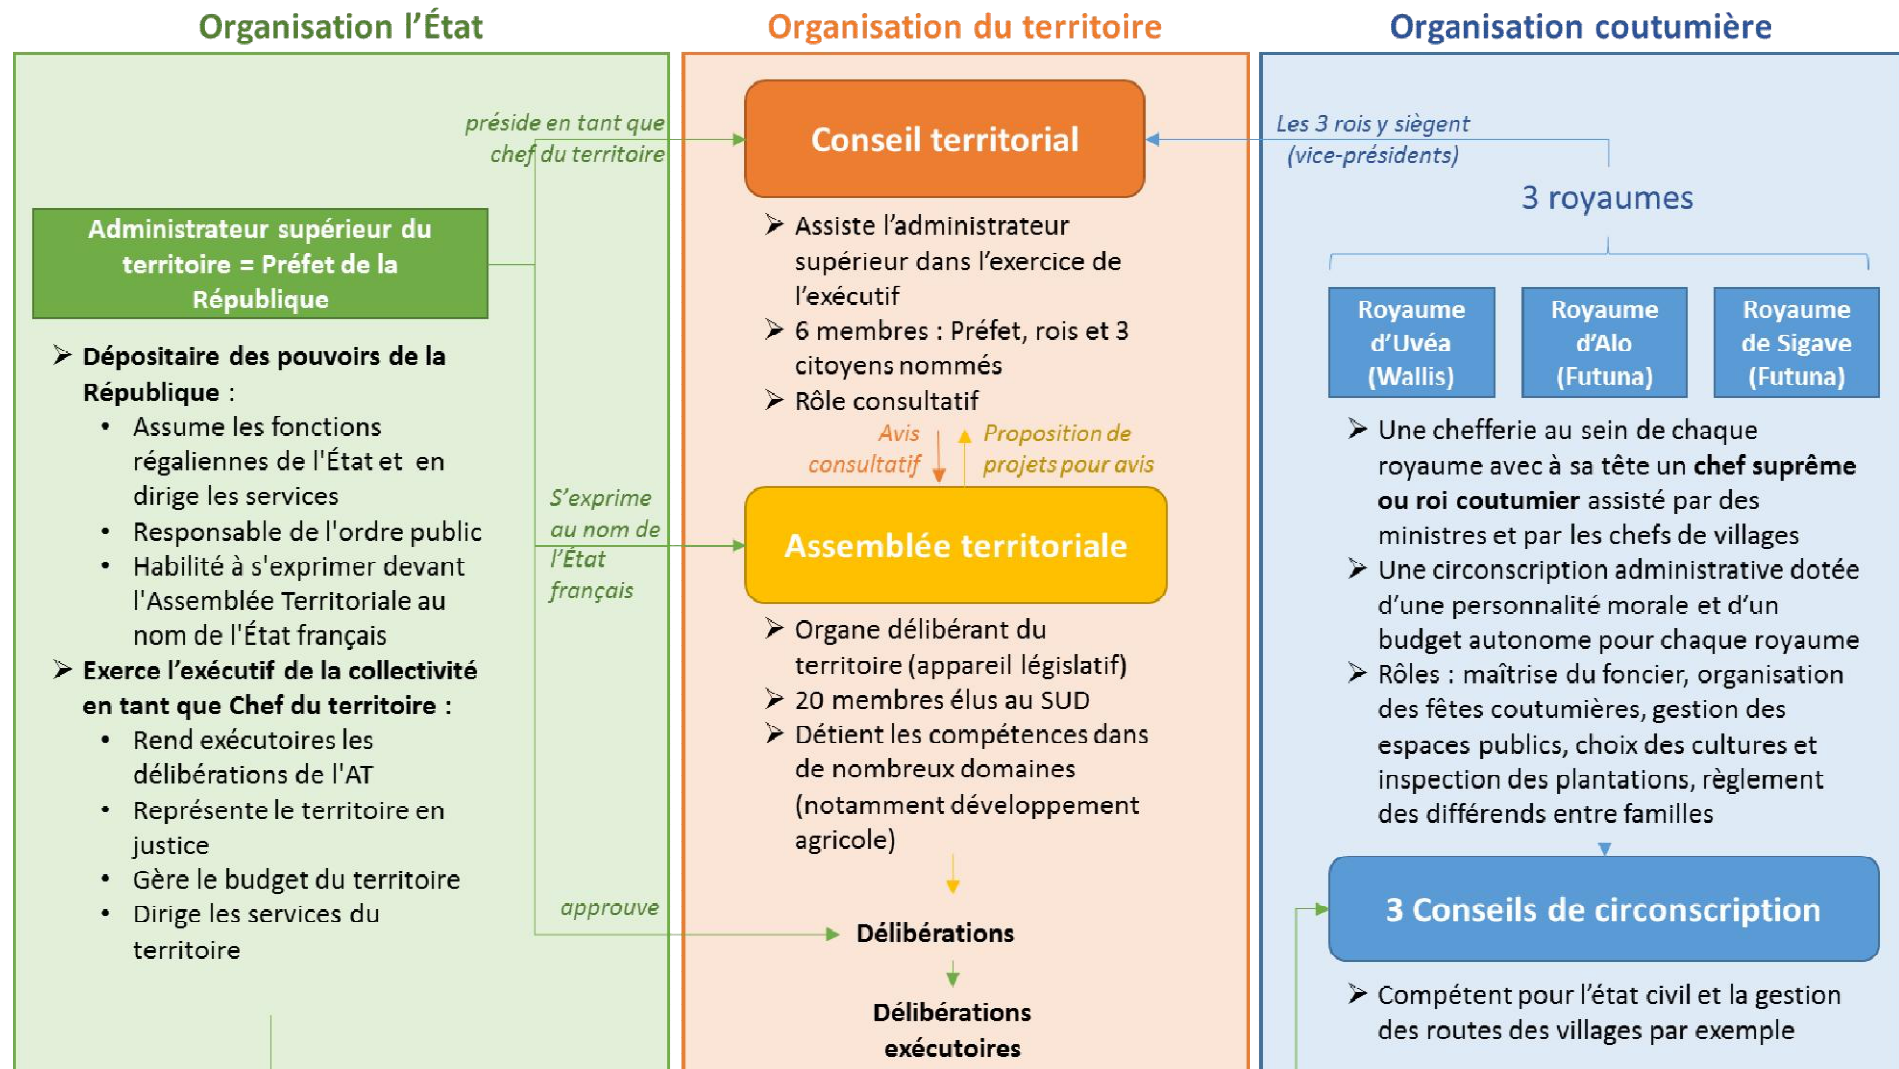 Organisation l’État
préside en tant que
chef du territoire
Administrateur supérieur du
territoire = Préfet de la
République
➢ Dépositaire des pouvoirs de la
République :
• Assume les fonctions
régaliennes de l'État et en
dirige les services
• Responsable de l'ordre public
• Habilité à s'exprimer devant
l'Assemblée Territoriale au
nom de l'État français
➢ Exerce l’exécutif de la collectivité
en tant que Chef du territoire :
• Rend exécutoires les
délibérations de l'AT
• Représente le territoire en
justice
• Gère le budget du territoire
• Dirige les services du
territoire
S’exprime
au nom de
l’État
français
approuve
Organisation du territoire
Conseil territorial
➢ Assiste l’administrateur
supérieur dans l’exercice de
l’exécutif
➢ 6 membres : Préfet, rois et 3
citoyens nommés
➢ Rôle consultatif
Avis
consultatif
Proposition de
projets pour avis
Assemblée territoriale
➢ Organe délibérant du
territoire (appareil législatif)
➢ 20 membres élus au SUD
➢ Détient les compétences dans
de nombreux domaines
(notamment développement
agricole)
Délibérations
Délibérations
exécutoires
Organisation coutumière
Les 3 rois y siègent
(vice-présidents)
3 royaumes
Royaume
d’Uvéa
(Wallis)
Royaume
d’Alo
(Futuna)
Royaume
de Sigave
(Futuna)
➢ Une chefferie au sein de chaque
royaume avec à sa tête un chef suprême
ou roi coutumier assisté par des
ministres et par les chefs de villages
➢ Une circonscription administrative dotée
d’une personnalité morale et d’un
budget autonome pour chaque royaume
➢ Rôles : maîtrise du foncier, organisation
des fêtes coutumières, gestion des
espaces publics, choix des cultures et
inspection des plantations, règlement
des différends entre familles
3 Conseils de circonscription
➢ Compétent pour l’état civil et la gestion
des routes des villages par exemple